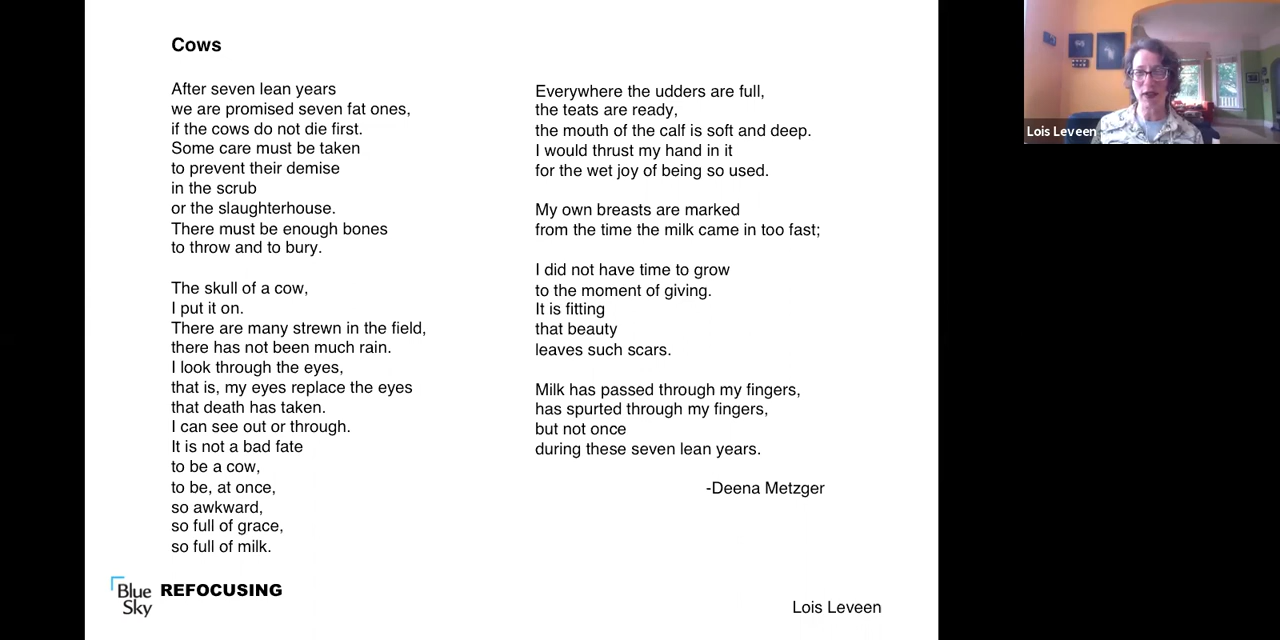 Cows
After seven lean years
we are promised seven fat ones,
if the cows do not die first.
Some care must be taken
to prevent their demise
in the scrub
or the slaughterhouse.
There must be enough bones
to throw and to bury.
The skull of a cow,
I put it on.
There are many strewn in the field,
there has not been much rain.
I look through the eyes,
that is, my eyes replace the eyes
that death has taken.
I can see out or through.
It is not a bad fate
to be a cow,
to be, at once,
so awkward,
so full of grace,
so full of milk.
Everywhere the udders are full,
the teats are ready,
the mouth of the calf is soft and deep.
I would thrust my hand in it
for the wet joy of being so used.
My own breasts are marked
from the time the milk came in too fast;
I did not have time to grow
to the moment of giving.
It is fitting
that beauty
leaves such scars.
Milk has passed through my fingers,
has spurted through my fingers,
but not once
during these seven lean years.
-Deena Metzger
Blue
Sky
REFOCUSING
Lois Leveen
Lois Leveen